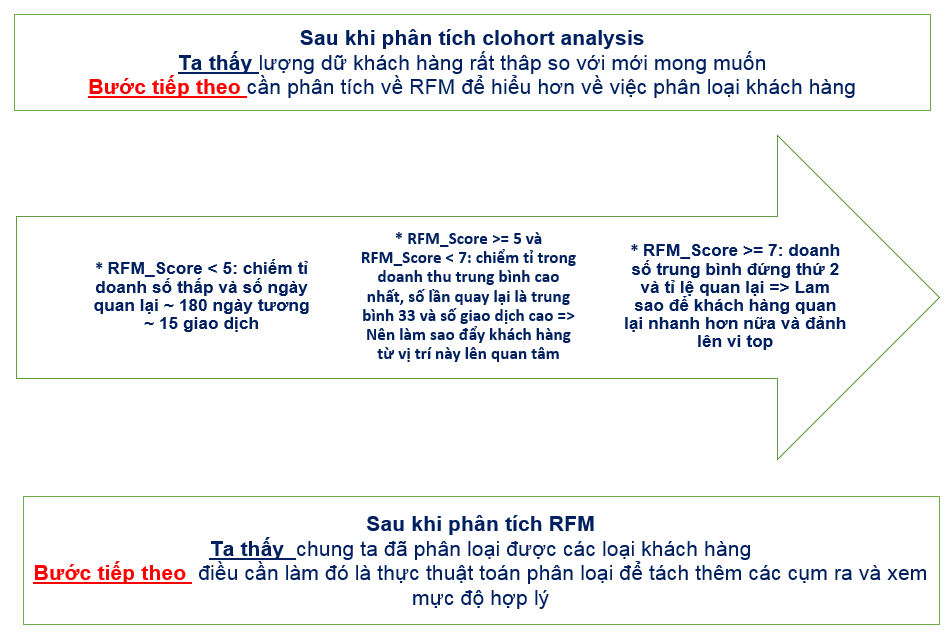 Sau khi phân tích clohort analysis
Ta thấy lượng dữ khách hàng rất thâp so với mới mong muốn
Bước tiếp theo cần phân tích về RFM để hiểu hơn về việc phân loại khách hàng
* RFM_Score < 5: chiếm tỉ
doanh số thấp và số ngày
quan lại ~ 180 ngày tương
~ 15 giao dịch
* RFM_Score >= 5 và
RFM_Score < 7: chiếm tỉ trong
doanh thu trung bình cao
nhất, số lần quay lại là trung
bình 33 và số giao dịch cao =>
Nên làm sao đẩy khách hàng
từ vị trí này lên quan tâm
* RFM_Score >= 7: doanh
số trung bình đứng thứ 2
và tỉ lệ quan lại => Lam
sao để khách hàng quan
lại nhanh hơn nữa và đảnh
lên vi top
Sau khi phân tích RFM
Ta thấy chung ta đã phân loại được các loại khách hàng
Bước tiếp theo điều cần làm đó là thực thuật toán phân loại để tách thêm các cụm ra và xem
mực độ hợp lý